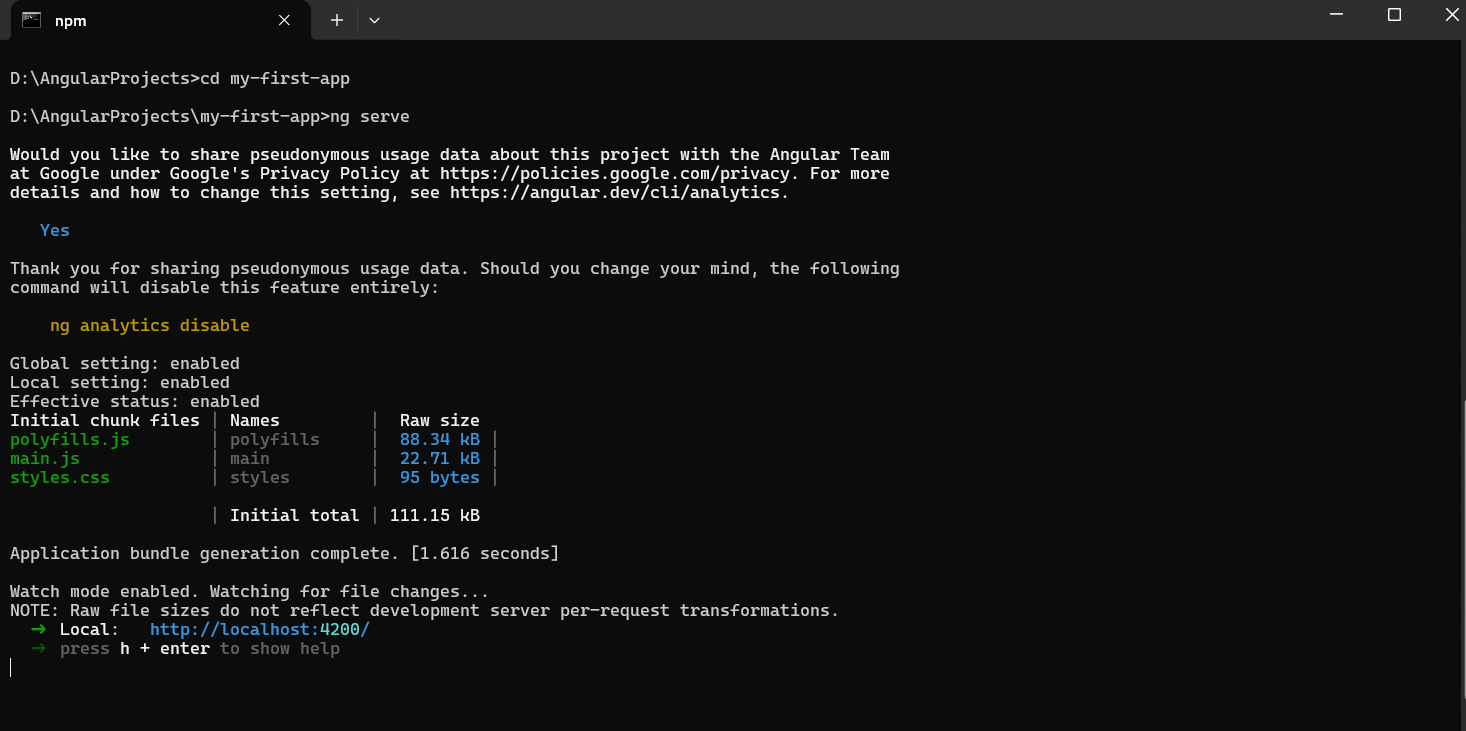 npm
D:\AngularProjects>cd my-first-app
D:\AngularProjects\my-first-app>ng serve
Would you like to share pseudonymous usage data about this project with the Angular Team
at Google under Google's Privacy Policy at https://policies.google.com/privacy. For more
details and how to change this setting, see https://angular.dev/cli/analytics.
Yes
Thank you for sharing pseudonymous usage data. Should you change your mind, the following
command will disable this feature entirely:
ng analytics disable
Global setting: enabled
Local setting: enabled
Effective status: enabled
Initial chunk files | Names | Raw size
polyfills.js | polyfills | 88.34 kB |
main.js | main | 22.71 kB |
styles.css | styles | 95 bytes |
| Initial total | 111.15 kB
Application bundle generation complete. [1.616 seconds]
Watch mode enabled. Watching for file changes...
NOTE: Raw file sizes do not reflect development server per-request transformations.
➜ Local: http://localhost:4200/
➜ press h + enter to show help